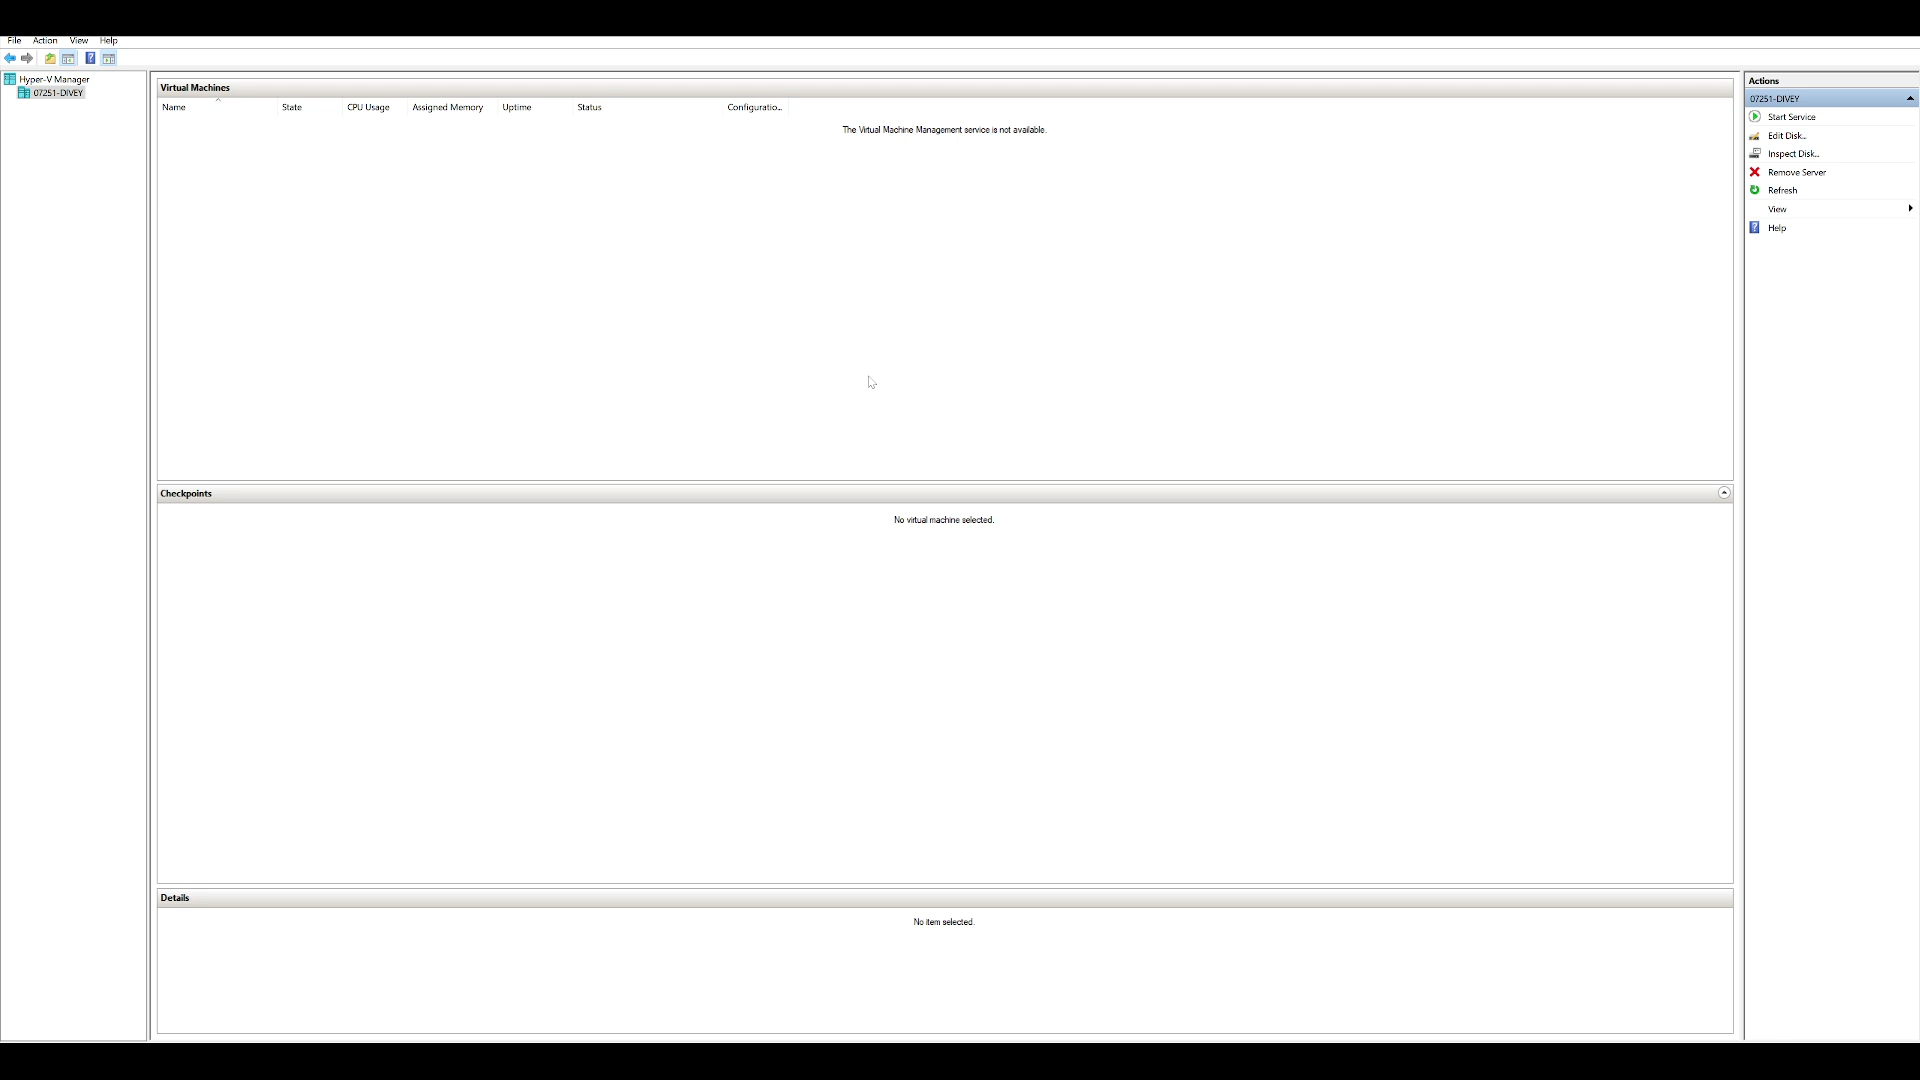 File Action View Help
Hyper-V Manager
07251-DIVEY
Virtual Machines
Name State CPU Usage Assigned Memory Uptime Status Configuratio...
The Virtual Machine Management service is not available.
Checkpoints
No virtual machine selected.
Details
No item selected.
Actions
07251-DIVEY
Start Service
Edit Disk...
Inspect Disk...
Remove Server
Refresh
View
Help